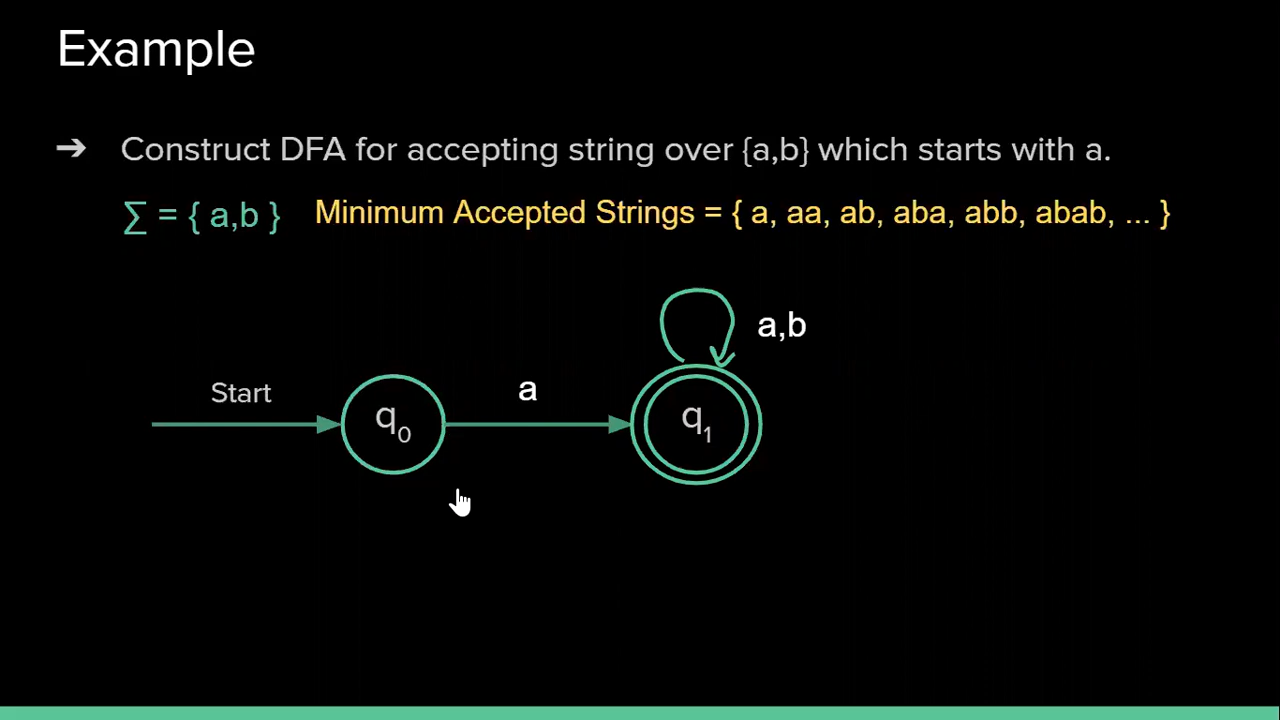 Example
➔ Construct DFA for accepting string over {a,b} which starts with a.
∑ = { a,b } Minimum Accepted Strings = { a, aa, ab, aba, abb, abab, ... }
a,b
Start
a
q₀
q₁